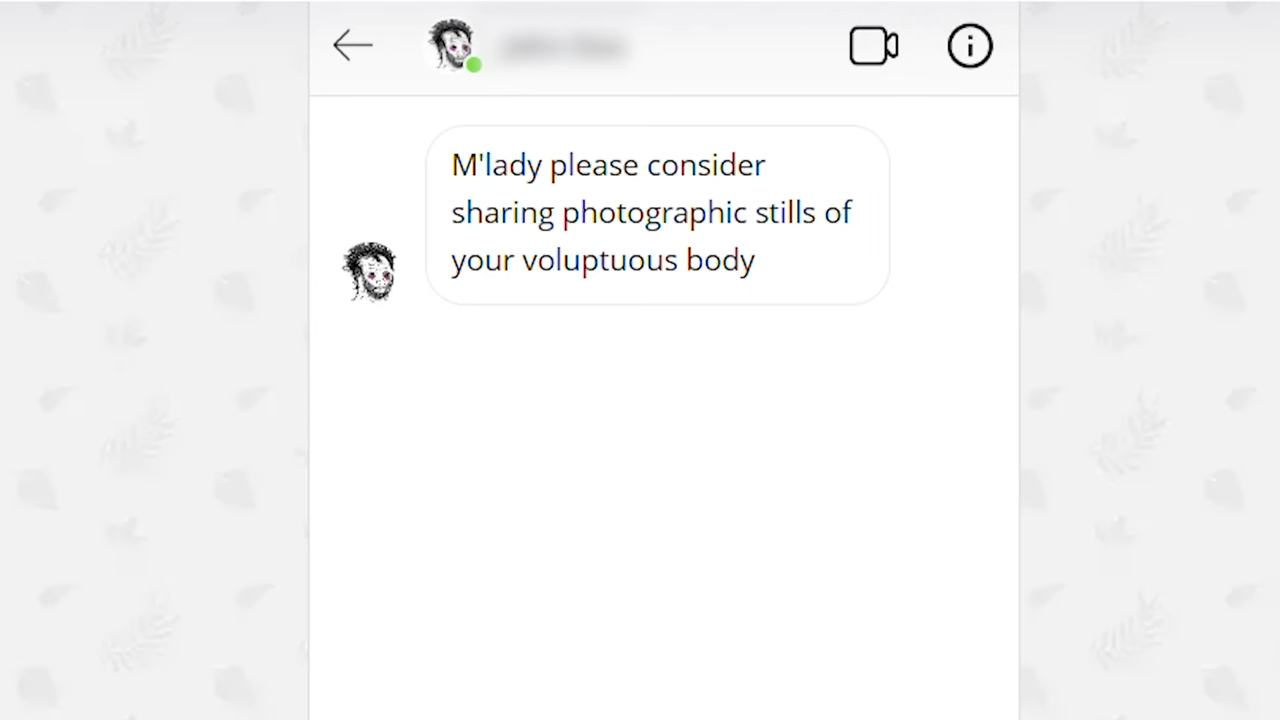 M'lady please consider
sharing photographic stills of
your voluptuous body